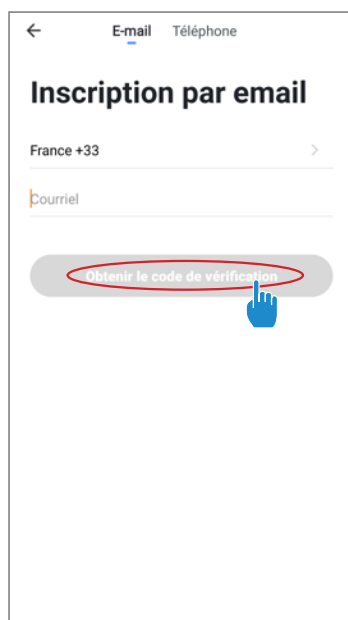 E-mail Téléphone
Inscription par email
France +33
Courriel
Obtenir le code de vérification